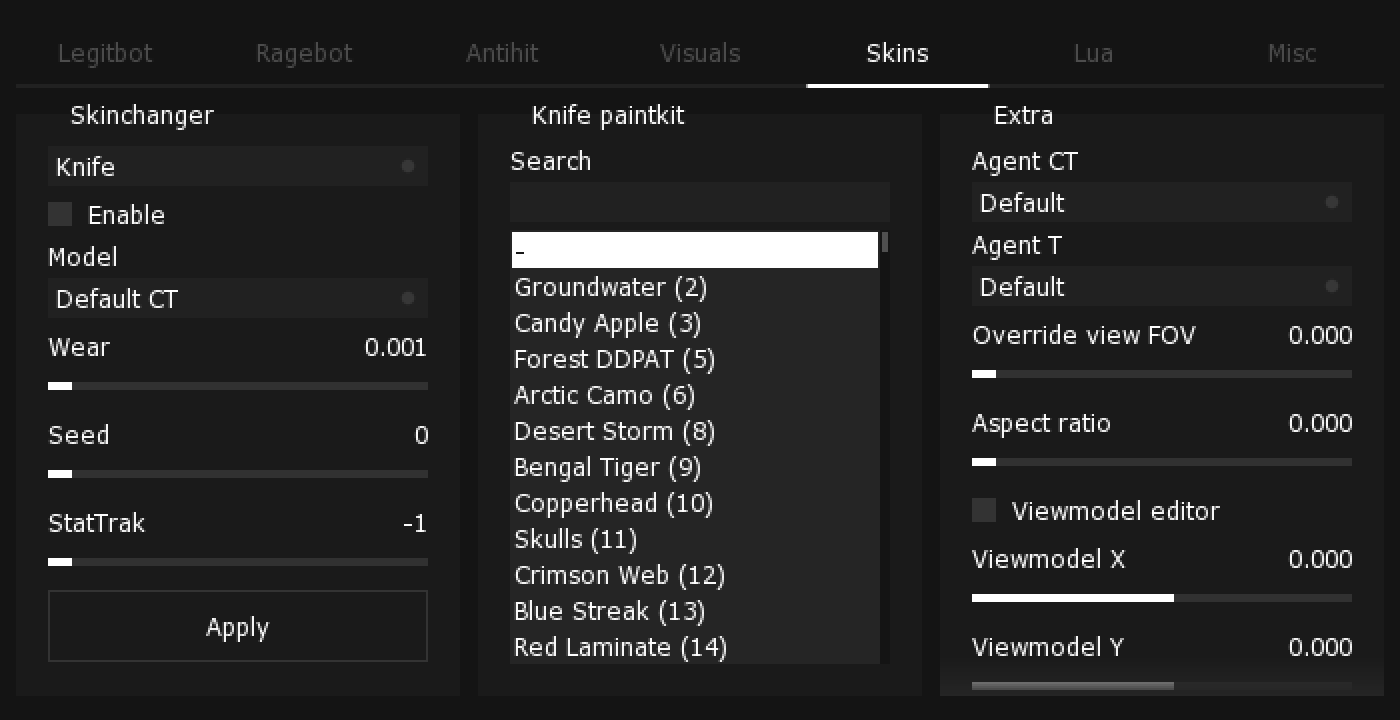 Legitbot Ragebot Antihit Visuals Skins Lua Misc
Skinchanger
Knife
Enable
Model
Default CT
Wear 0.001
Seed 0
StatTrak -1
Apply
Knife paintkit
Search
-
Groundwater (2)
Candy Apple (3)
Forest DDPAT (5)
Arctic Camo (6)
Desert Storm (8)
Bengal Tiger (9)
Copperhead (10)
Skulls (11)
Crimson Web (12)
Blue Streak (13)
Red Laminate (14)
Extra
Agent CT
Default
Agent T
Default
Override view FOV 0.000
Aspect ratio 0.000
Viewmodel editor
Viewmodel X 0.000
Viewmodel Y 0.000